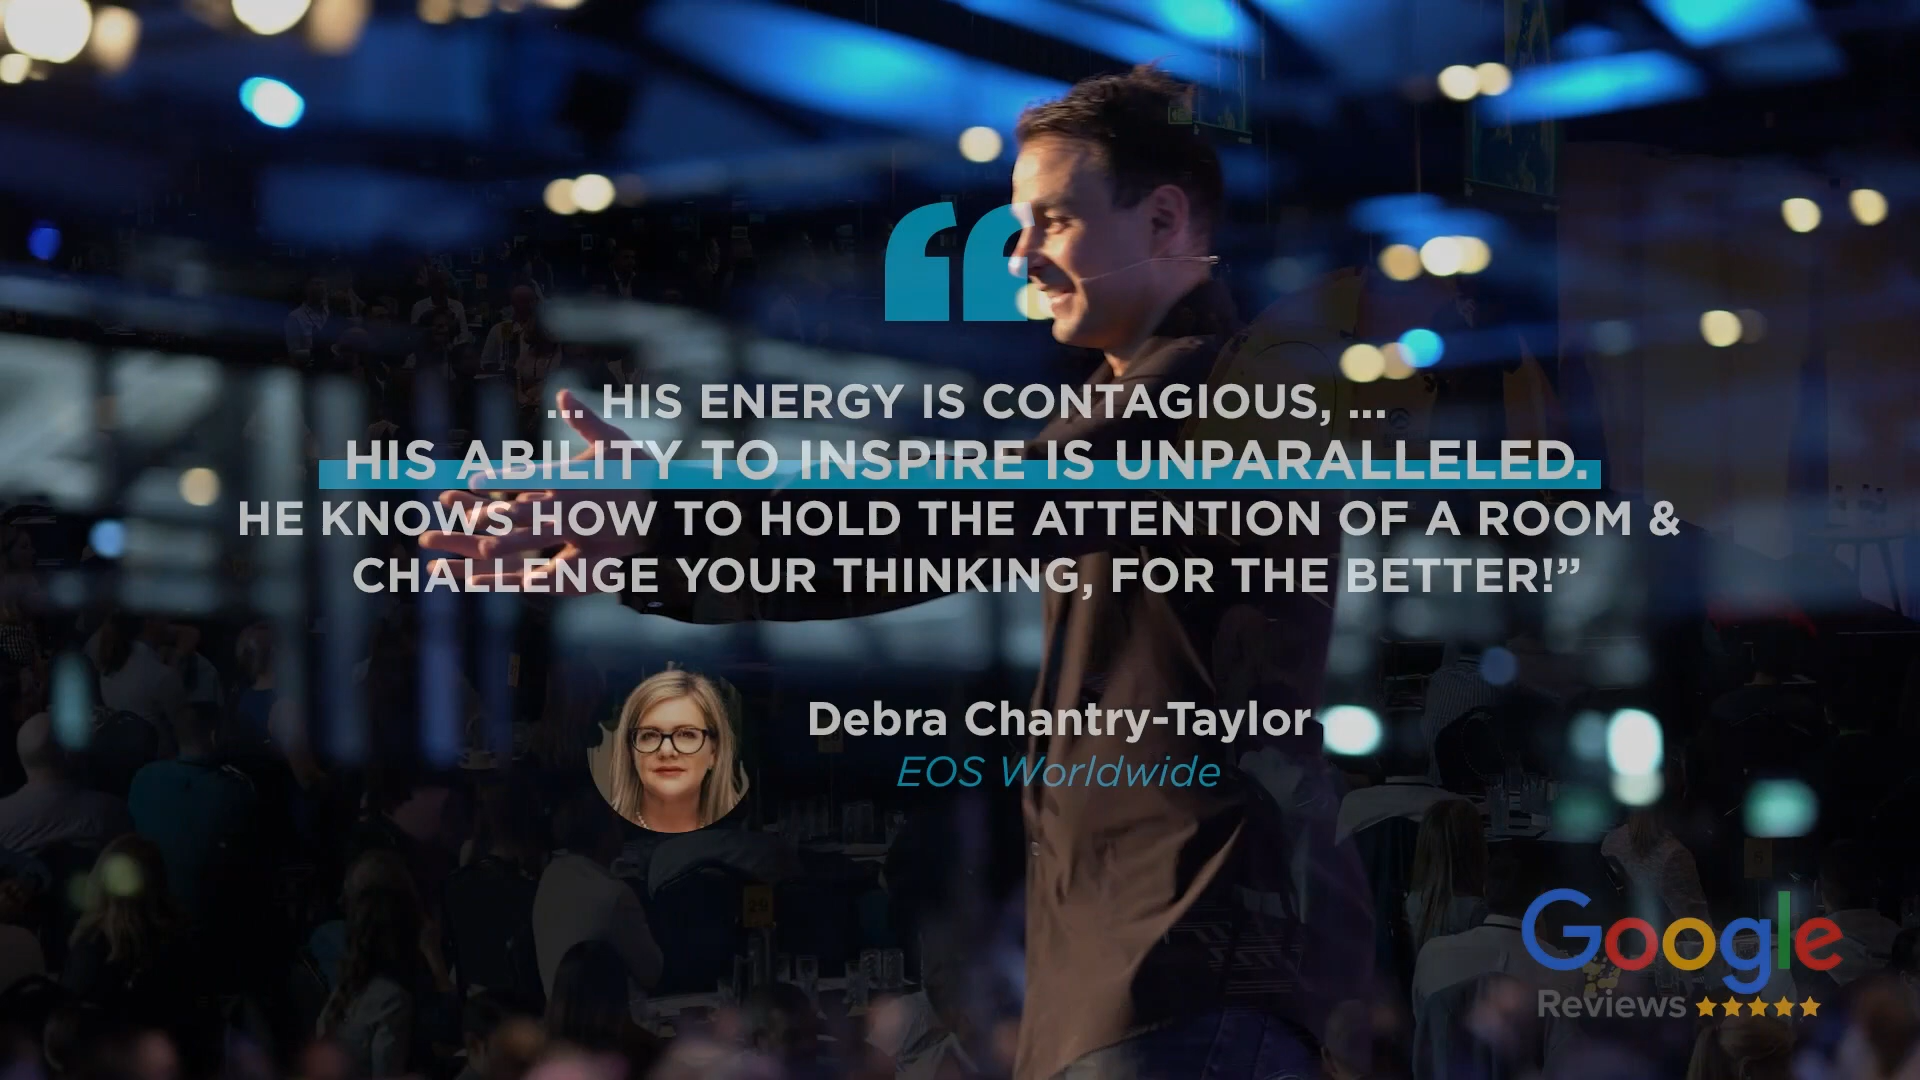 “
... HIS ENERGY IS CONTAGIOUS, ...
HIS ABILITY TO INSPIRE IS UNPARALLELED.
HE KNOWS HOW TO HOLD THE ATTENTION OF A ROOM &
CHALLENGE YOUR THINKING, FOR THE BETTER!”
Debra Chantry-Taylor
EOS Worldwide
Google
Reviews